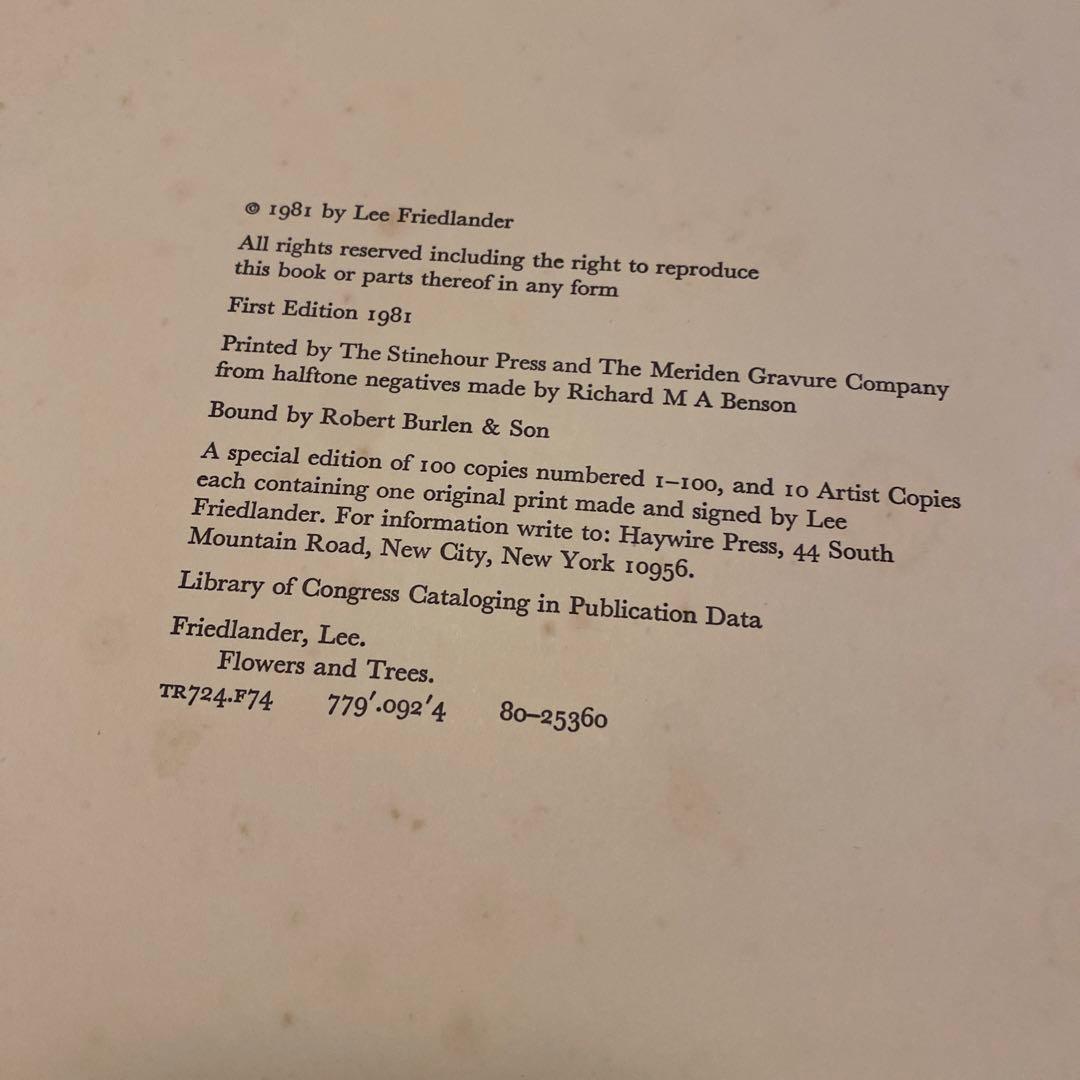 © 1981 by Lee Friedlander
All rights reserved including the right to reproduce
this book or parts thereof in any form
First Edition 1981
Printed by The Stinehour Press and The Meriden Gravure Company
from halftone negatives made by Richard M A Benson
Bound by Robert Burlen & Son
A special edition of 100 copies numbered 1–100, and 10 Artist Copies
each containing one original print made and signed by Lee
Friedlander. For information write to: Haywire Press, 44 South
Mountain Road, New City, New York 10956.
Library of Congress Cataloging in Publication Data
Friedlander, Lee.
Flowers and Trees.
TR724.F74 779′.092′4 80–25360